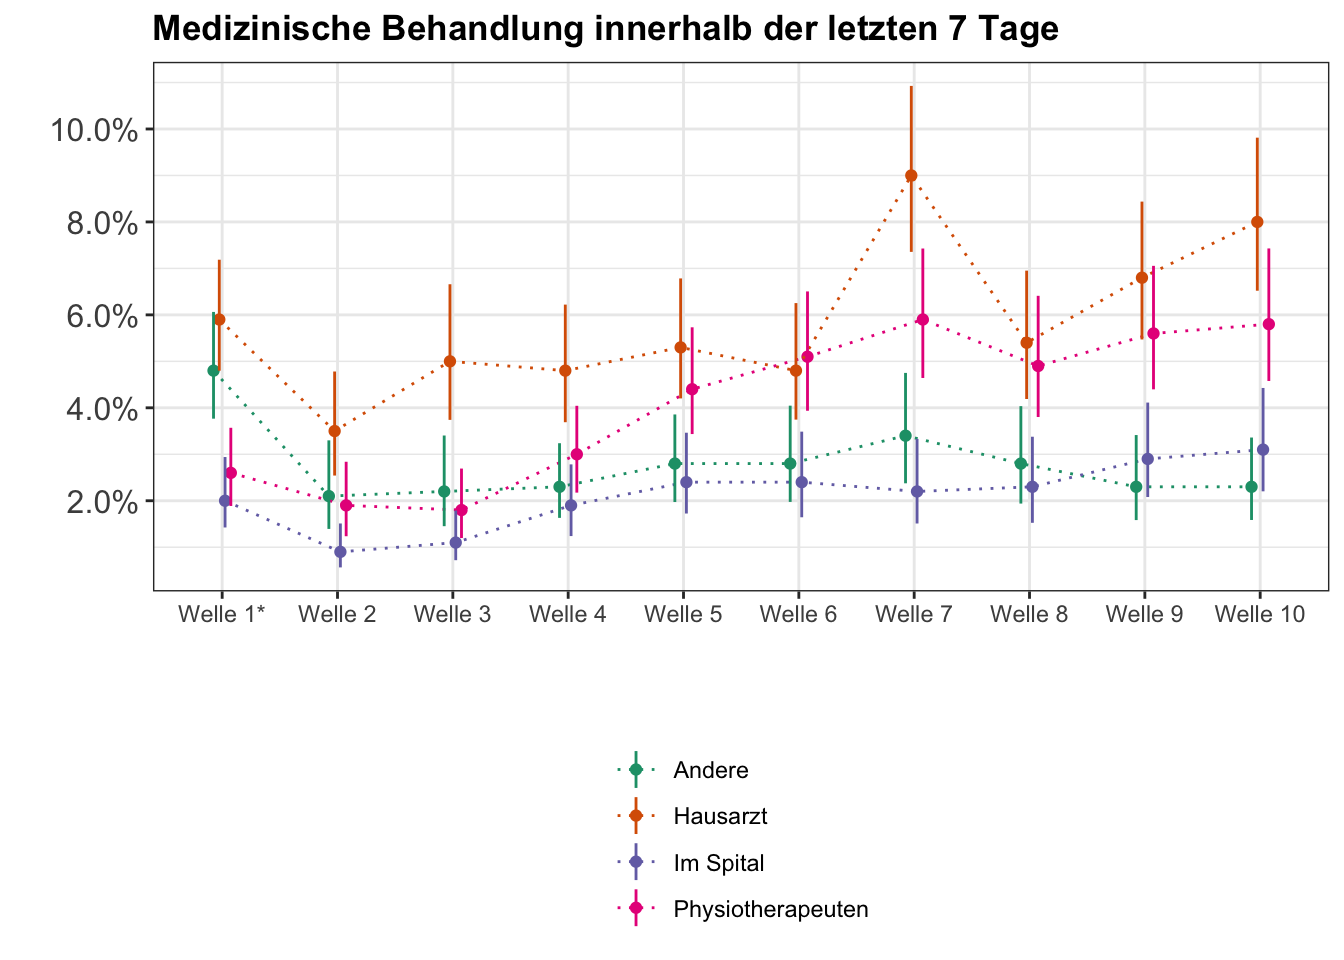 Medizinische Behandlung innerhalb der letzten 7 Tage
10.0%
8.0%
6.0%
4.0%
2.0%
Welle 1* Welle 2 Welle 3 Welle 4 Welle 5 Welle 6 Welle 7 Welle 8 Welle 9 Welle 10
Andere
Hausarzt
Im Spital
Physiotherapeuten